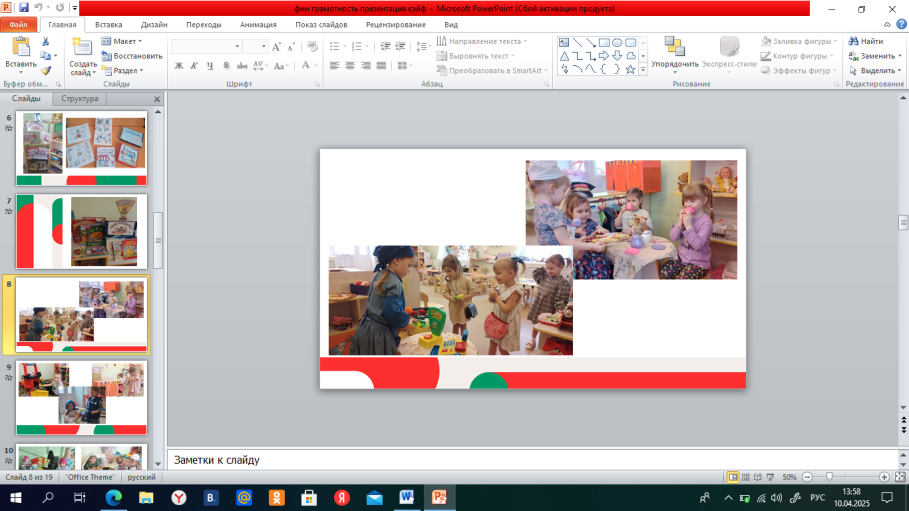 фин грамотность презентация кэйф - Microsoft PowerPoint (Сбой активации продукта)
Файл Главная Вставка Дизайн Переходы Анимация Показ слайдов Рецензирование Вид
Вставить
Буфер обм...
Создать слайд
Макет
Восстановить
Раздел
Слайды
Ж К Ч S abc AV Aa A
Шрифт
Направление текста
Выровнять текст
Преобразовать в SmartArt
Абзац
Упорядочить
Экспресс-стили
Заливка фигуры
Контур фигуры
Эффекты фигур
Рисование
Найти
Заменить
Выделить
Редактирование
Слайды Структура
6
7
8
9
10
Заметки к слайду
Слайд 8 из 19 "Office Theme" русский 50%
РУС 13:58
10.04.2025